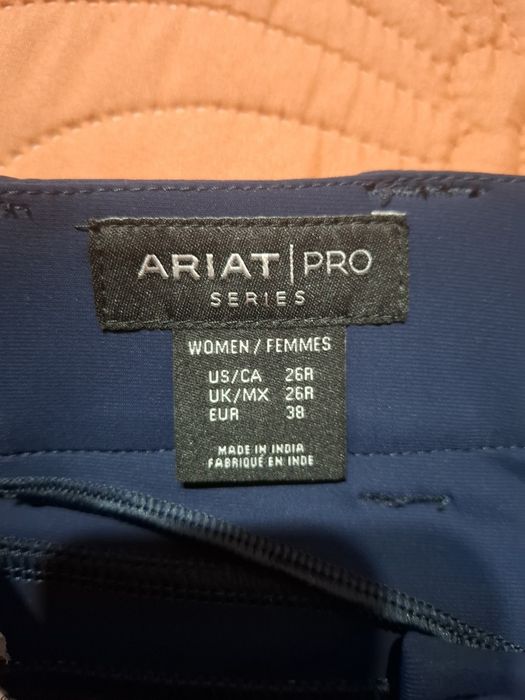 ARIAT | PRO
SERIES
WOMEN / FEMMES
US/CA 26R
UK/MX 26R
EUR 38
MADE IN INDIA
FABRIQUÉ EN INDE